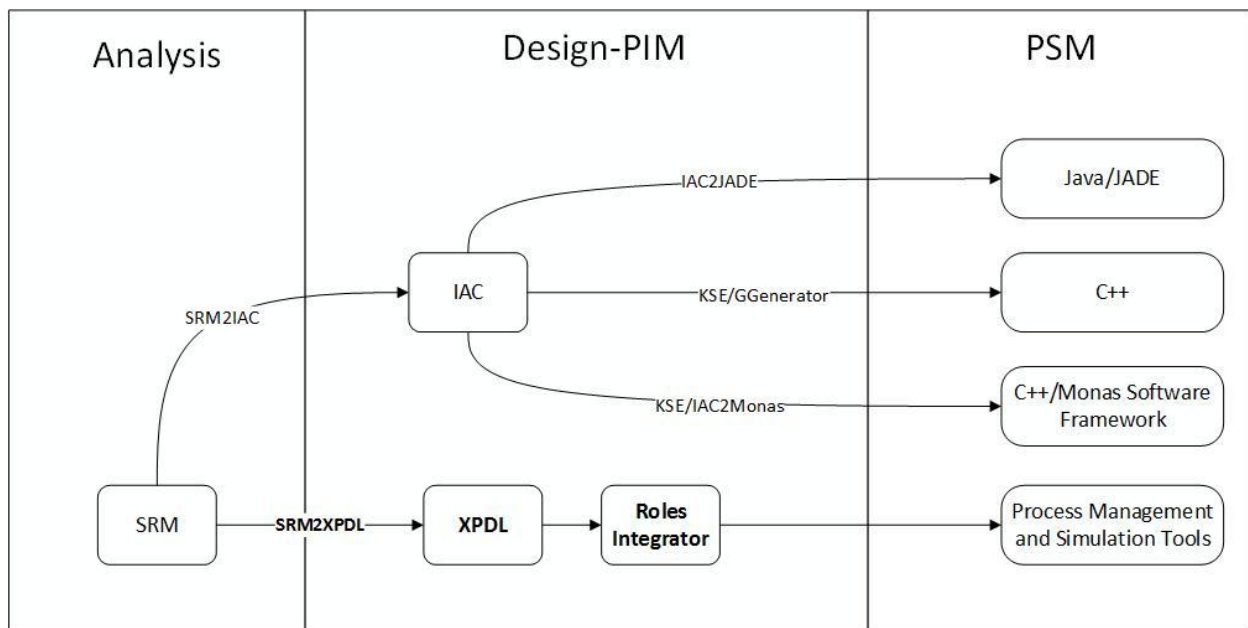 Analysis
Design-PIM
PSM
IAC2JADE
Java/JADE
IAC
KSE/GGenerator
C++
SRM2IAC
KSE/IAC2Monas
C++/Monas Software
Framework
SRM
SRM2XPDL
XPDL
Roles
Integrator
Process Management
and Simulation Tools